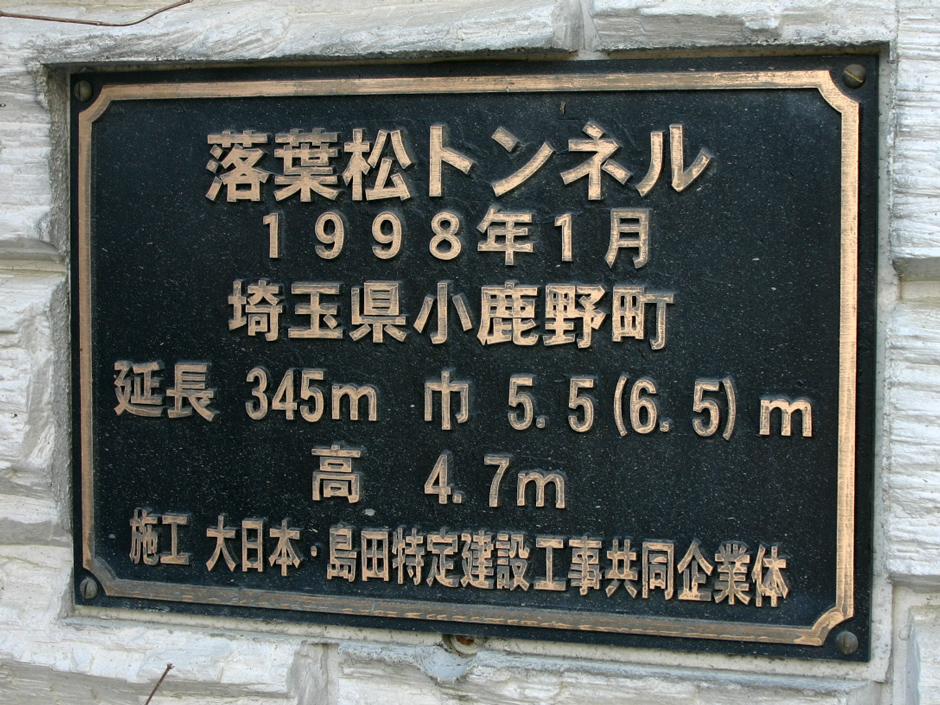 落葉松トンネル
1998年1月
埼玉県小鹿野町
延長 345m 巾 5.5(6.5)m
高 4.7m
施工 大日本・島田特定建設工事共同企業体